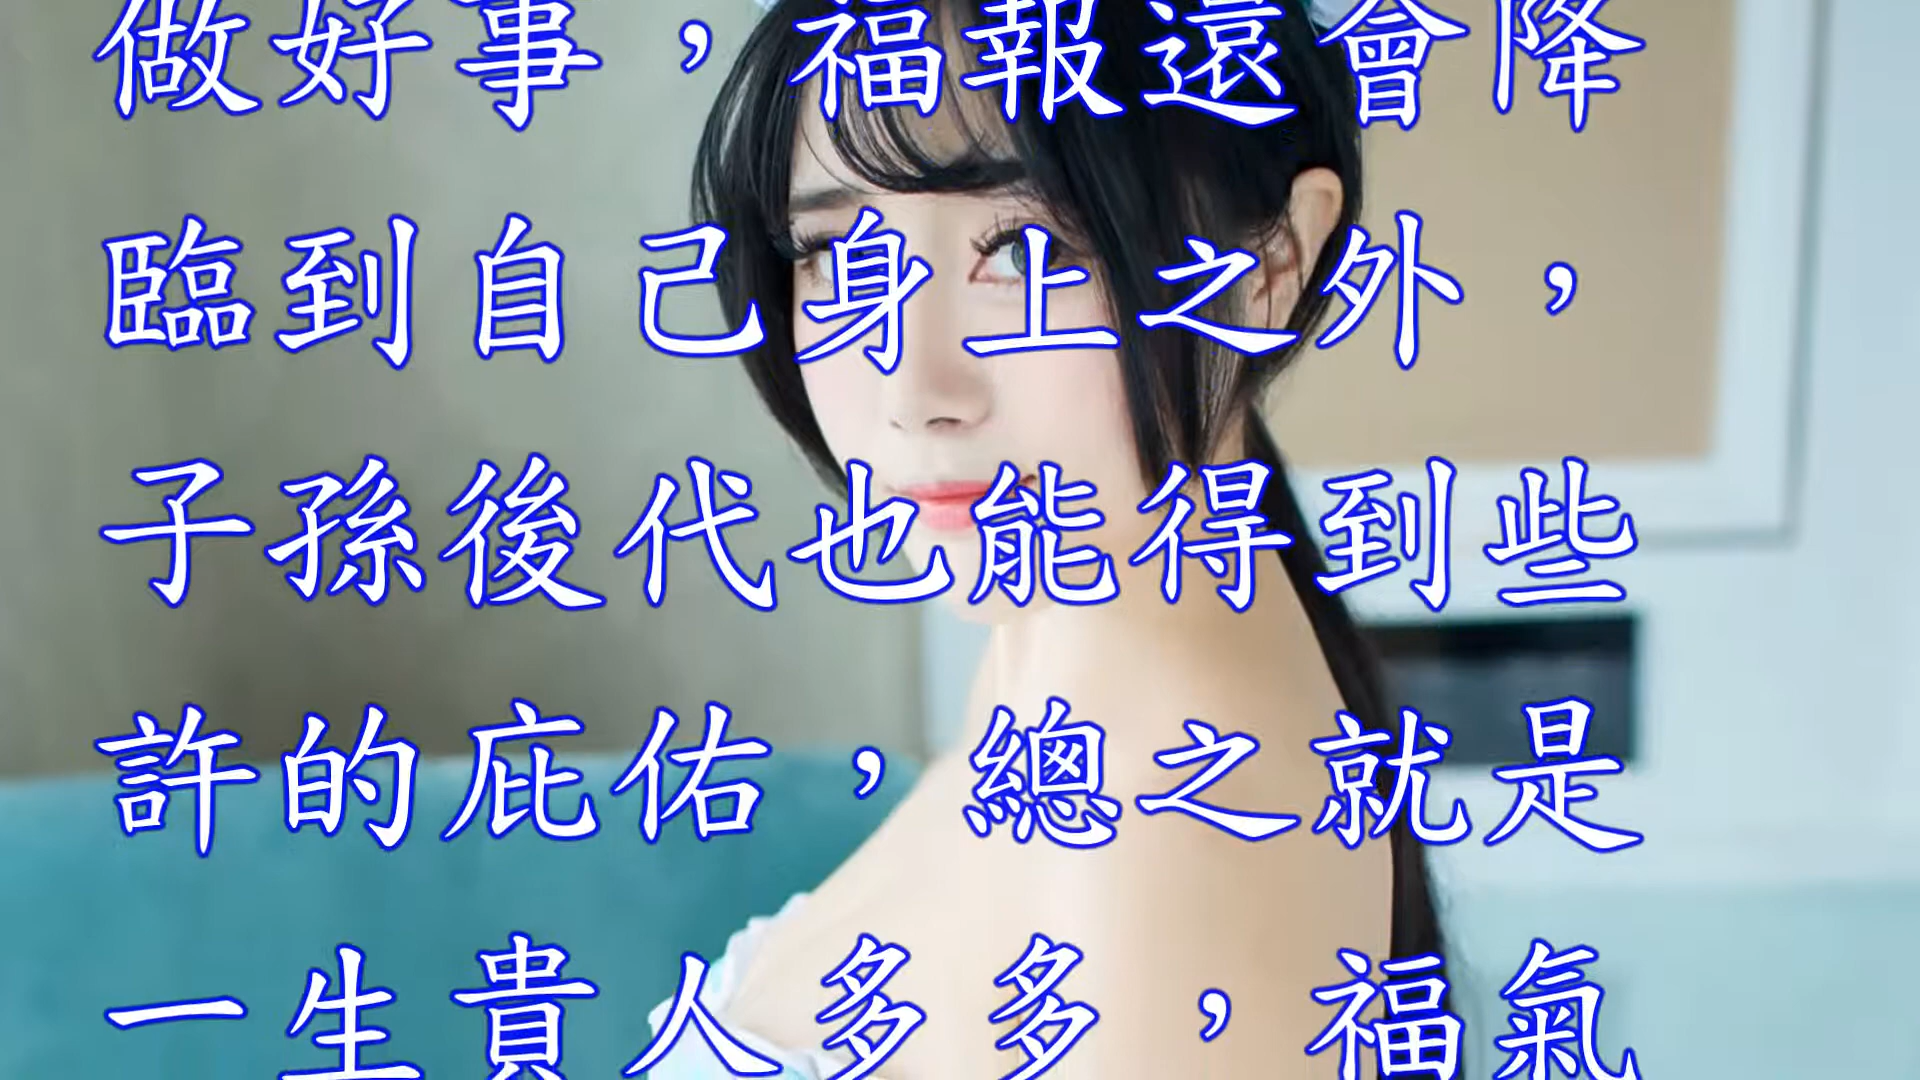 做好事，福報還會降
臨到自己身上之外，
子孫後代也能得到些
許的庇佑，總之就是
一生貴人多多，福氣